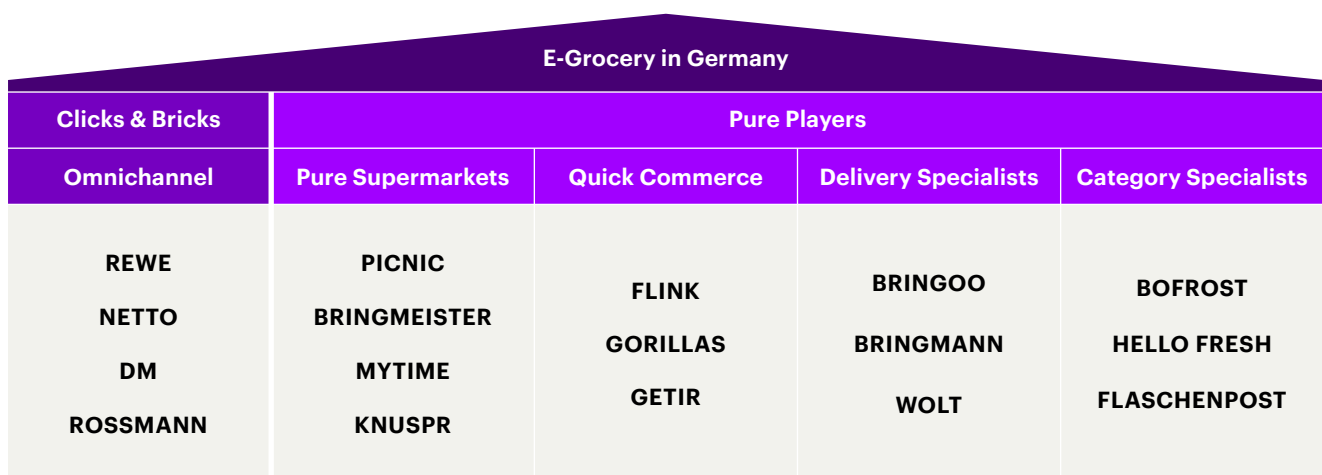 E-Grocery in Germany
Clicks & Bricks
Pure Players
Omnichannel
Pure Supermarkets
Quick Commerce
Delivery Specialists
Category Specialists
REWE
NETTO
DM
ROSSMANN
PICNIC
BRINGMEISTER
MYTIME
KNUSPR
FLINK
GORILLAS
GETIR
BRINGOO
BRINGMANN
WOLT
BOFROST
HELLO FRESH
FLASCHENPOST